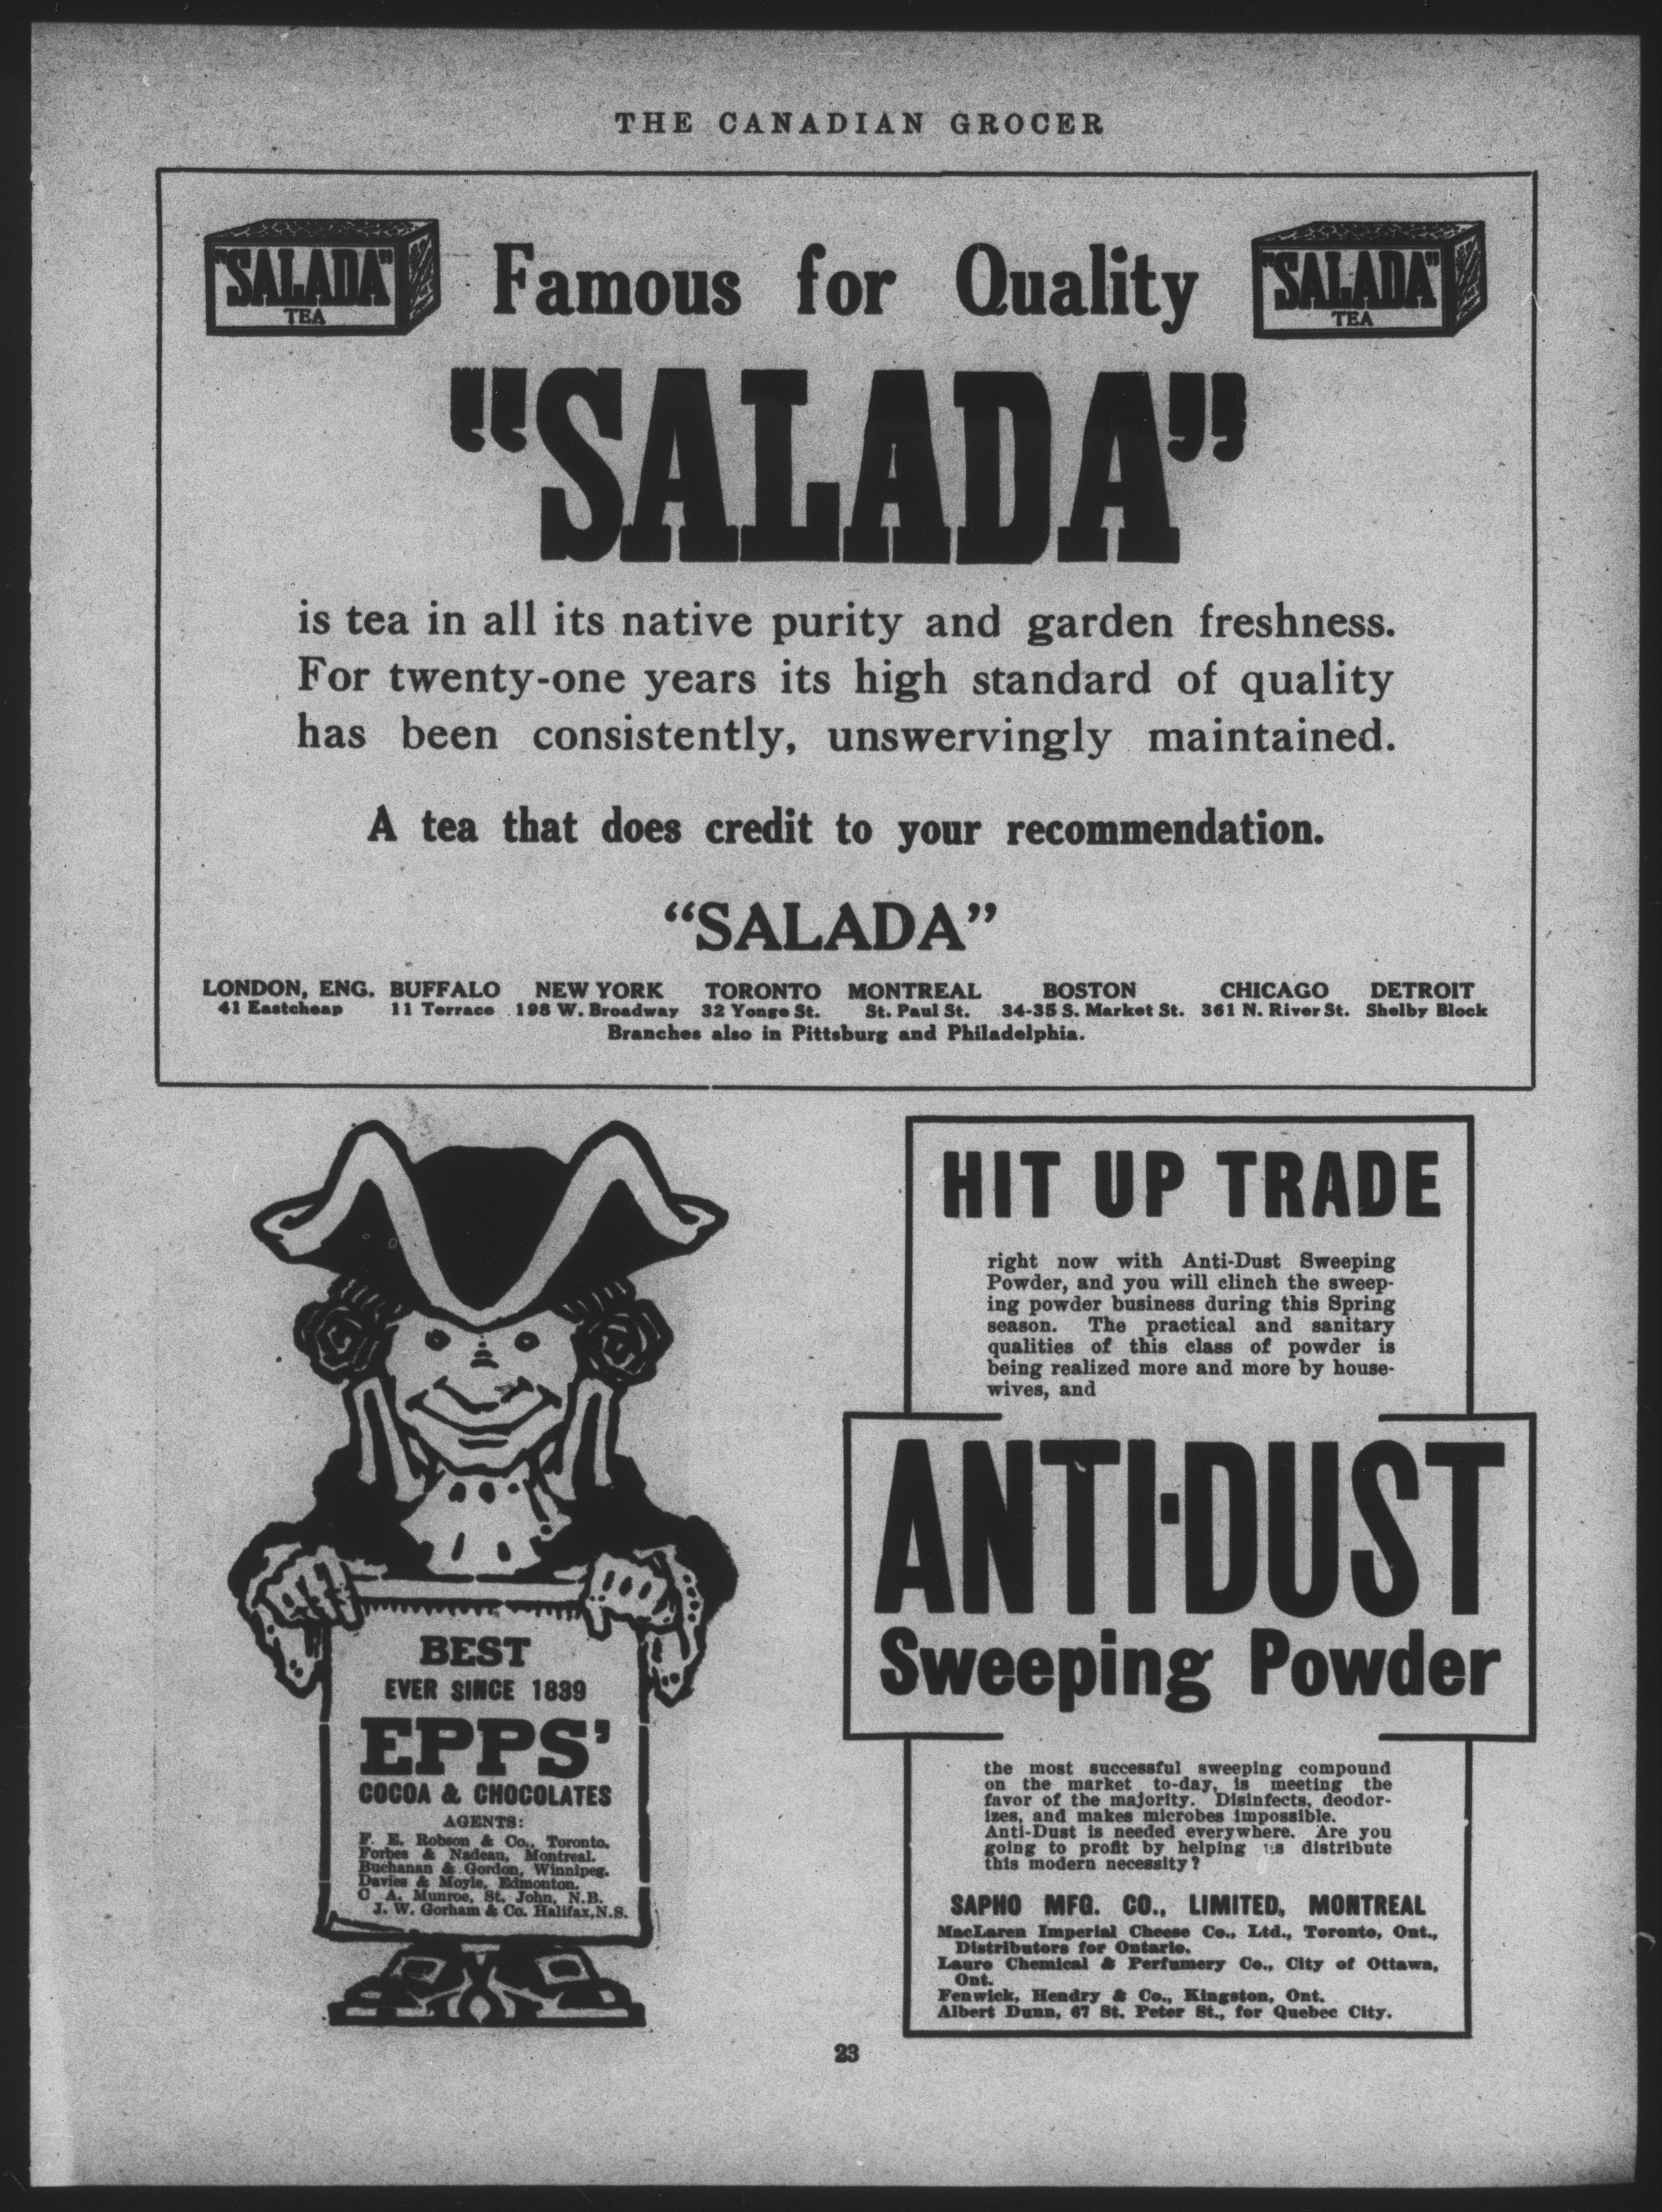 THE CANADIAN GROCER
"SALADA"
TEA
Famous for Quality
"SALADA"
TEA
"SALADA"
is tea in all its native purity and garden freshness.
For twenty-one years its high standard of quality
has been consistently, unswervingly maintained.
A tea that does credit to your recommendation.
"SALADA"
LONDON, ENG. BUFFALO NEW YORK TORONTO MONTREAL BOSTON CHICAGO DETROIT
41 Eastcheap 11 Terrace 198 W. Broadway 32 Yonge St. St. Paul St. 34-35 S. Market St. 361 N. River St. Shelby Block
Branches also in Pittsburg and Philadelphia.
BEST
EVER SINCE 1839
EPPS'
COCOA & CHOCOLATES
AGENTS:
F. E. Robson & Co., Toronto.
Forbes & Nadeau, Montreal.
Buchanan & Gordon, Winnipeg.
Davies & Moyle, Edmonton.
C A. Munroe, St. John, N.B.
J. W. Gorham & Co. Halifax, N.S.
HIT UP TRADE
right now with Anti-Dust Sweeping
Powder, and you will clinch the sweep-
ing powder business during this Spring
season. The practical and sanitary
qualities of this class of powder is
being realized more and more by house-
wives, and
ANTI-DUST
Sweeping Powder
the most successful sweeping compound
on the market to-day, is meeting the
favor of the majority. Disinfects, deodor-
izes, and makes microbes impossible.
Anti-Dust is needed everywhere. Are you
going to profit by helping us distribute
this modern necessity?
SAPHO MFG. CO., LIMITED, MONTREAL
MacLaren Imperial Cheese Co., Ltd., Toronto, Ont.,
Distributors for Ontario.
Lauro Chemical & Perfumery Co., City of Ottawa,
Ont.
Fenwick, Hendry & Co., Kingston, Ont.
Albert Dunn, 67 St. Peter St., for Quebec City.
23